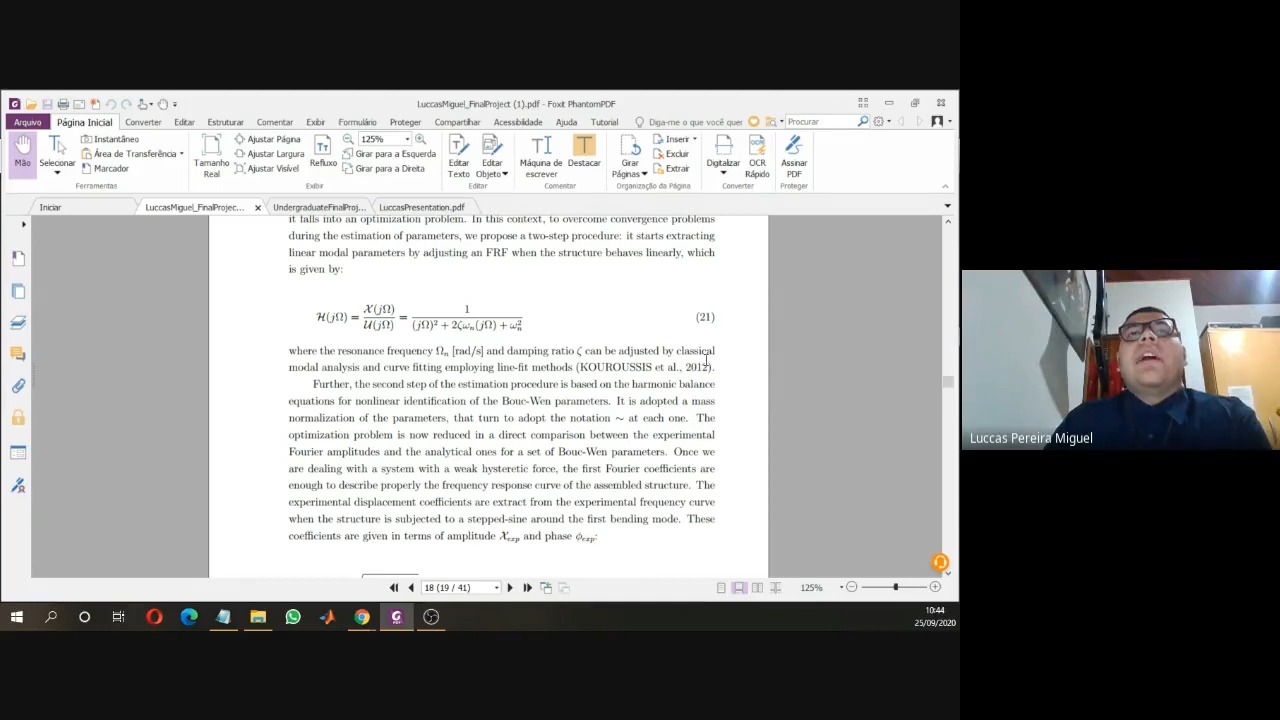 LuccasMiguel_FinalProject (1).pdf - Foxit PhantomPDF
Arquivo Página Inicial Converter Editar Estruturar Comentar Exibir Formulário Proteger Compartilhar Acessibilidade Ajuda Tutorial Diga-me o que você quer Procurar
Mão
Selecionar
Instantâneo
Área de Transferência
Marcador
Ferramentas
Tamanho Real
Ajustar Página
Ajustar Largura
Ajustar Visível
Refluxo
125%
Girar para a Esquerda
Girar para a Direita
Exibir
Editar Texto
Editar Objeto
Editar
Máquina de escrever
Destacar
Comentar
Girar Páginas
Inserir
Excluir
Extrair
Organização da Página
Digitalizar
OCR Rápido
Converter
Assinar PDF
Proteger
Iniciar LuccasMiguel_FinalProjec... UndergraduateFinalProj... LuccasPresentation.pdf
it falls into an optimization problem. In this context, to overcome convergence problems
during the estimation of parameters, we propose a two-step procedure: it starts extracting
linear modal parameters by adjusting an FRF when the structure behaves linearly, which
is given by:
H(jΩ) = X(jΩ)/U(jΩ) = 1/((jΩ)² + 2ζωₙ(jΩ) + ωₙ²) (21)
where the resonance frequency Ωₙ [rad/s] and damping ratio ζ can be adjusted by classical
modal analysis and curve fitting employing line-fit methods (KOUROUSSIS et al., 2012).
Further, the second step of the estimation procedure is based on the harmonic balance
equations for nonlinear identification of the Bouc-Wen parameters. It is adopted a mass
normalization of the parameters, that turn to adopt the notation ∼ at each one. The
optimization problem is now reduced in a direct comparison between the experimental
Fourier amplitudes and the analytical ones for a set of Bouc-Wen parameters. Once we
are dealing with a system with a weak hysteretic force, the first Fourier coefficients are
enough to describe properly the frequency response curve of the assembled structure. The
experimental displacement coefficients are extract from the experimental frequency curve
when the structure is subjected to a stepped-sine around the first bending mode. These
coefficients are given in terms of amplitude X_exp and phase ϕ_exp:
18 (19 / 41)
125%
10:44
25/09/2020
Luccas Pereira Miguel